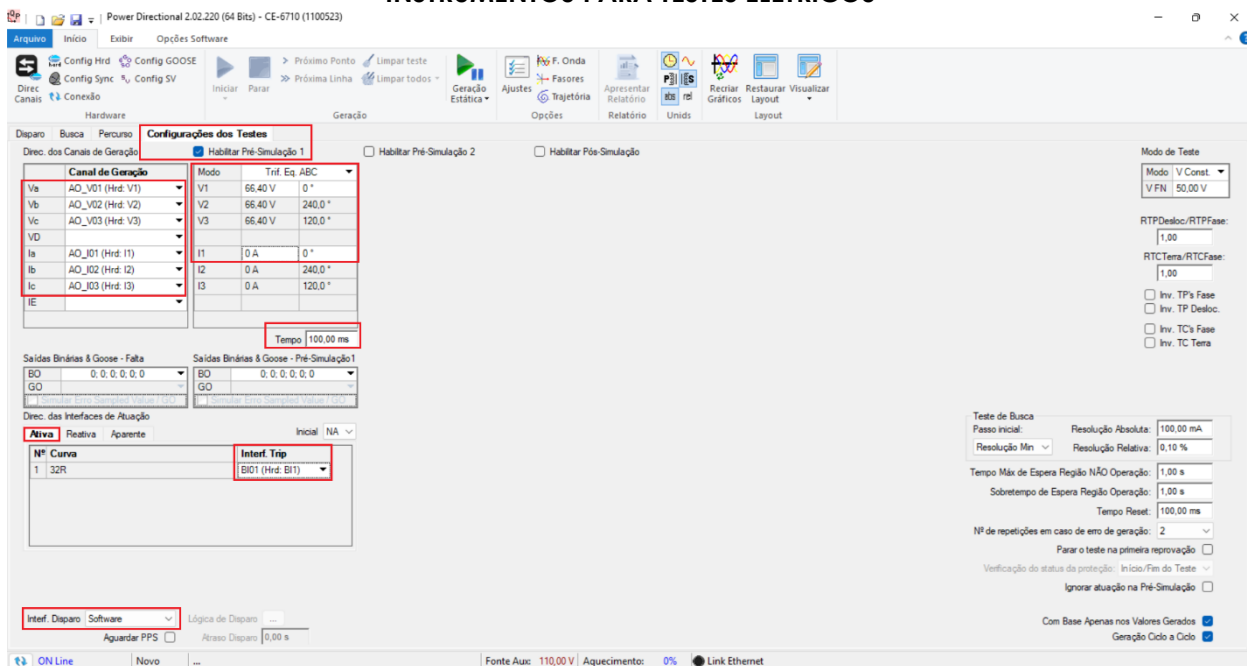 INSTRUMENTOS PARA TESTES ELÉTRICOS
Power Directional 2.02.220 (64 Bits) - CE-6710 (1100523)
Arquivo Início Exibir Opções Software
Direc Canais
Config Hrd Config GOOSE
Config Sync Config SV
Conexão
Hardware
Iniciar Parar
Próximo Ponto Limpar teste
Próxima Linha Limpar todos
Geração Estática
Geração
Ajustes
F. Onda
Fasores
Trajetória
Opções
Apresentar Relatório
Relatório
abs rel
Unids
Recriar Gráficos
Restaurar Layout
Visualizar
Layout
Disparo Busca Percurso Configurações dos Testes
Direc. dos Canais de Geração Habilitar Pré-Simulação 1 Habilitar Pré-Simulação 2 Habilitar Pós-Simulação
Canal de Geração
Va AO_V01 (Hrd: V1)
Vb AO_V02 (Hrd: V2)
Vc AO_V03 (Hrd: V3)
VD
Ia AO_I01 (Hrd: I1)
Ib AO_I02 (Hrd: I2)
Ic AO_I03 (Hrd: I3)
IE
Modo Trif. Eq. ABC
V1 66,40 V 0 °
V2 66,40 V 240,0 °
V3 66,40 V 120,0 °
I1 0 A 0 °
I2 0 A 240,0 °
I3 0 A 120,0 °
Tempo 100,00 ms
Saídas Binárias & Goose - Falta
BO 0; 0; 0; 0; 0; 0
GO
Simular Erro Sampled Value / GO
Saídas Binárias & Goose - Pré-Simulação1
BO 0; 0; 0; 0; 0; 0
GO
Simular Erro Sampled Value / GO
Direc. das Interfaces de Atuação
Ativa Reativa Aparente Inicial NA
Nº Curva Interf. Trip
1 32R BI01 (Hrd: BI1)
Interf. Disparo Software Lógica de Disparo ...
Aguardar PPS Atraso Disparo 0,00 s
Modo de Teste
Modo V Const.
V FN 50,00 V
RTPDesloc/RTPFase:
1,00
RTCTerra/RTCFase:
1,00
Inv. TP's Fase
Inv. TP Desloc.
Inv. TC's Fase
Inv. TC Terra
Teste de Busca
Passo inicial: Resolução Absoluta: 100,00 mA
Resolução Min Resolução Relativa: 0,10 %
Tempo Máx de Espera Região NÃO Operação: 1,00 s
Sobretempo de Espera Região Operação: 1,00 s
Tempo Reset: 100,00 ms
Nº de repetições em caso de erro de geração: 2
Parar o teste na primeira reprovação
Verificação do status da proteção: Início/Fim do Teste
Ignorar atuação na Pré-Simulação
Com Base Apenas nos Valores Gerados
Geração Ciclo a Ciclo
ON Line Novo ... Fonte Aux: 110,00 V Aquecimento: 0% Link Ethernet